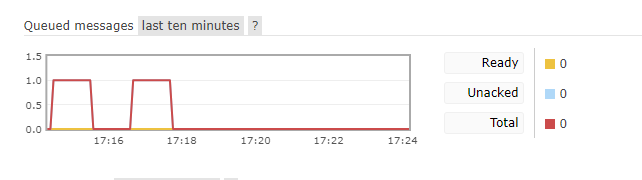 Queued messages last ten minutes ?
1.5
1.0
0.5
0.0
17:16 17:18 17:20 17:22 17:24
Ready 0
Unacked 0
Total 0